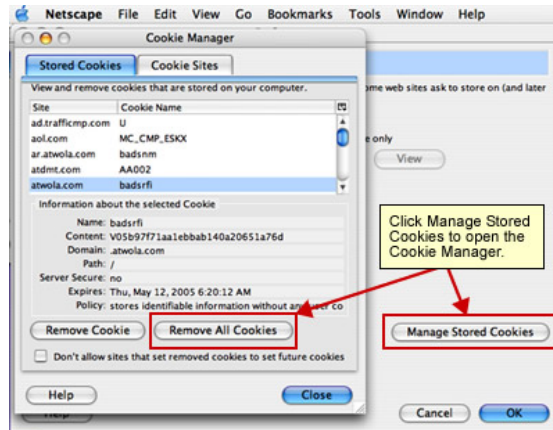 Netscape File Edit View Go Bookmarks Tools Window Help
Cookie Manager
Stored Cookies Cookie Sites
View and remove cookies that are stored on your computer.
ome web sites ask to store on (and later
Site Cookie Name
ad.trafficmp.com U
aol.com MC_CMP_ESKX
e only
ar.atwola.com badsnm
View
atdmt.com AA002
atwola.com badsrfi
Information about the selected Cookie
Name: badsrfi
Content: V05b97f71aa1ebbab140a20651a76d
Domain: .atwola.com
Path: /
Server Secure: no
Expires: Thu, May 12, 2005 6:20:12 AM
Policy: stores identifiable information without any user co
Click Manage Stored
Cookies to open the
Cookie Manager.
Remove Cookie Remove All Cookies
Manage Stored Cookies
Don't allow sites that set removed cookies to set future cookies
Help Close
Cancel OK